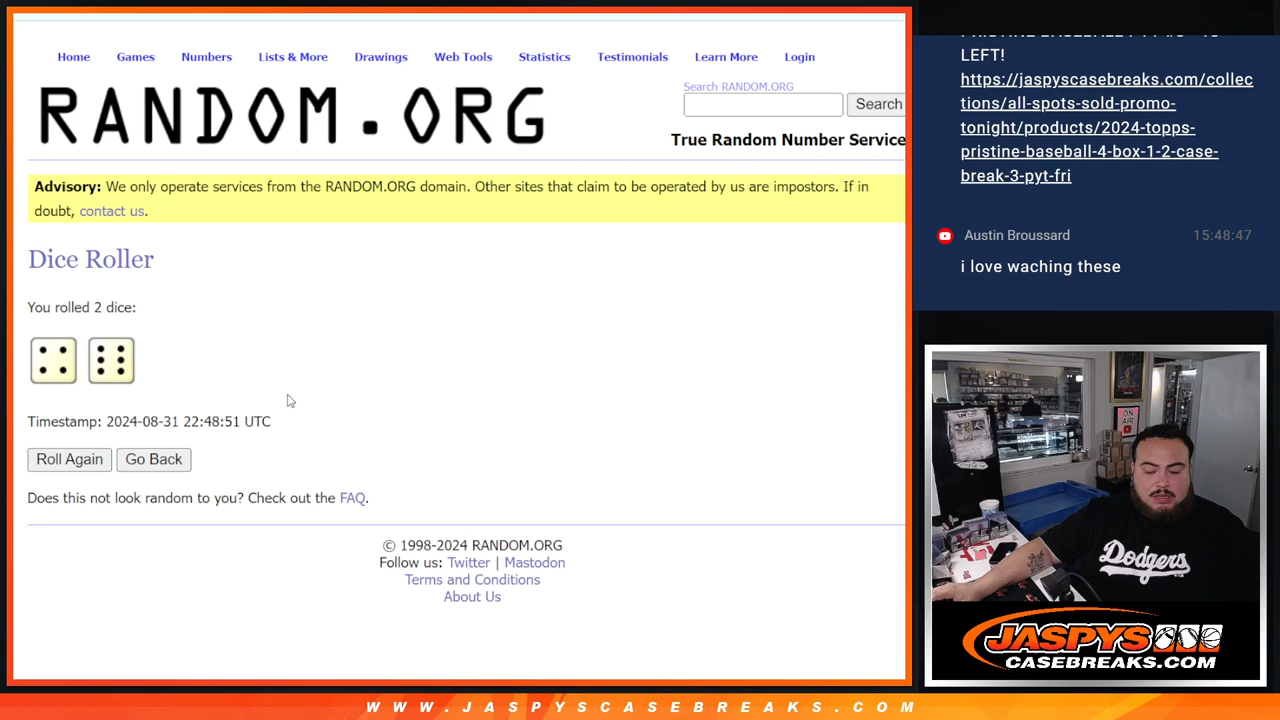 Home Games Numbers Lists & More Drawings Web Tools Statistics Testimonials Learn More Login
RANDOM.ORG
Search RANDOM.ORG
Search
True Random Number Service
Advisory: We only operate services from the RANDOM.ORG domain. Other sites that claim to be operated by us are impostors. If in
doubt, contact us.
Dice Roller
You rolled 2 dice:
Timestamp: 2024-08-31 22:48:51 UTC
Roll Again Go Back
Does this not look random to you? Check out the FAQ.
© 1998-2024 RANDOM.ORG
Follow us: Twitter | Mastodon
Terms and Conditions
About Us
LEFT!
https://jaspyscasebreaks.com/collec
tions/all-spots-sold-promo-
tonight/products/2024-topps-
pristine-baseball-4-box-1-2-case-
break-3-pyt-fri
Austin Broussard 15:48:47
i love waching these
ON
AIR
Dodgers
JASPYS
CASEBREAKS.COM
WWW.JASPYSCASEBREAKS.COM